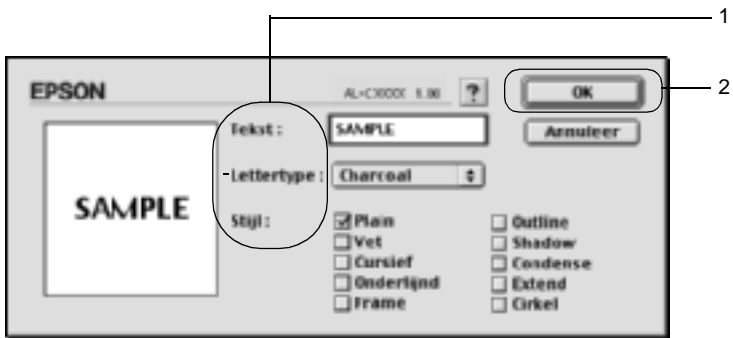 1
EPSON
AL-CXXXX 1.00 ? OK
2
Tekst : SAMPLE Annuleer
Lettertype : Charcoal
SAMPLE
Stijl : Plain Outline
Vet Shadow
Cursief Condense
Onderlijnd Extend
Frame Cirkel